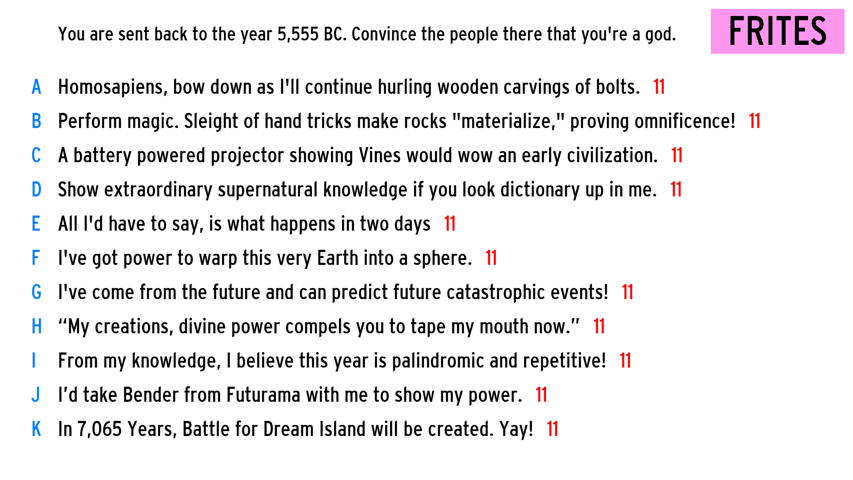 You are sent back to the year 5,555 BC. Convince the people there that you're a god.
FRITES
A Homosapiens, bow down as I'll continue hurling wooden carvings of bolts. 11
B Perform magic. Sleight of hand tricks make rocks "materialize," proving omnificence! 11
C A battery powered projector showing Vines would wow an early civilization. 11
D Show extraordinary supernatural knowledge if you look dictionary up in me. 11
E All I'd have to say, is what happens in two days 11
F I've got power to warp this very Earth into a sphere. 11
G I've come from the future and can predict future catastrophic events! 11
H “My creations, divine power compels you to tape my mouth now.” 11
I From my knowledge, I believe this year is palindromic and repetitive! 11
J I’d take Bender from Futurama with me to show my power. 11
K In 7,065 Years, Battle for Dream Island will be created. Yay! 11